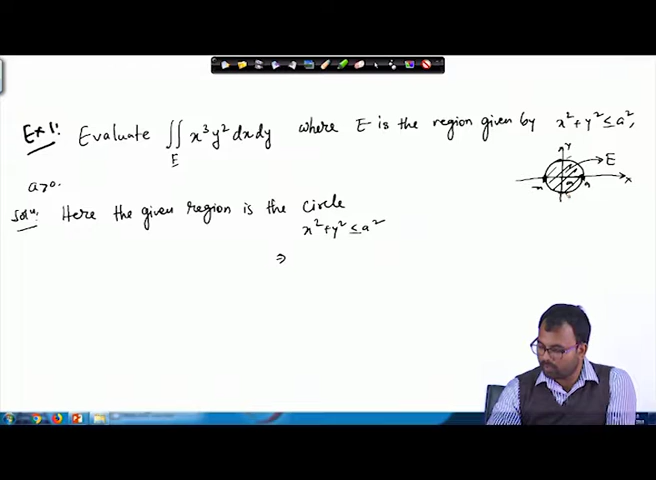 Ex 1: Evaluate ∬_E x³y² dx dy where E is the region given by x²+y² ≤ a²,
a>0.
Y
E
x
-a
a
Solⁿ: Here the given region is the circle
x²+y² ≤ a²
⇒